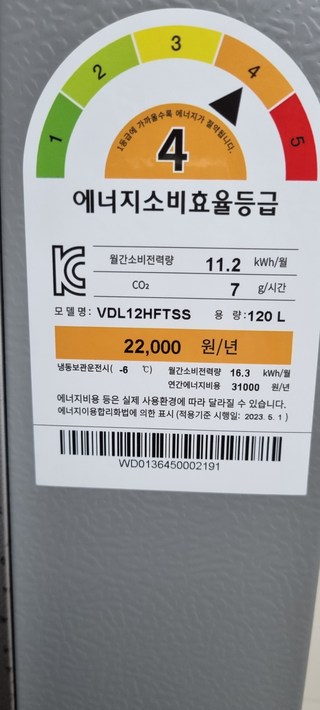 1 2 3 4 5
1등급에 가까울수록 에너지가 절약됩니다.
4
에너지소비효율등급
월간소비전력량 11.2 kWh/월
CO₂ 7 g/시간
모델명: VDL12HFTSS 용 량:120 L
22,000 원/년
냉동보관운전시( -6 ℃) 월간소비전력량 16.3 kWh/월
연간에너지비용 31000 원/년
에너지비용 등은 실제 사용환경에 따라 달라질 수 있습니다.
에너지이용합리화법에 의한 표시 (적용기준 시행일: 2023. 5. 1 )
WD0136450002191